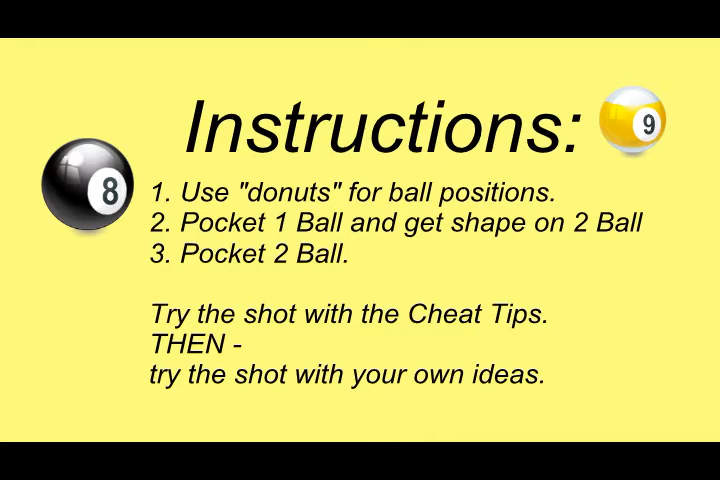 Instructions:
1. Use "donuts" for ball positions.
2. Pocket 1 Ball and get shape on 2 Ball
3. Pocket 2 Ball.
Try the shot with the Cheat Tips.
THEN -
try the shot with your own ideas.
8
9